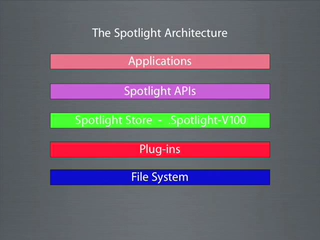 The Spotlight Architecture
Applications
Spotlight APIs
Spotlight Store - Spotlight-V100
Plug-ins
File System